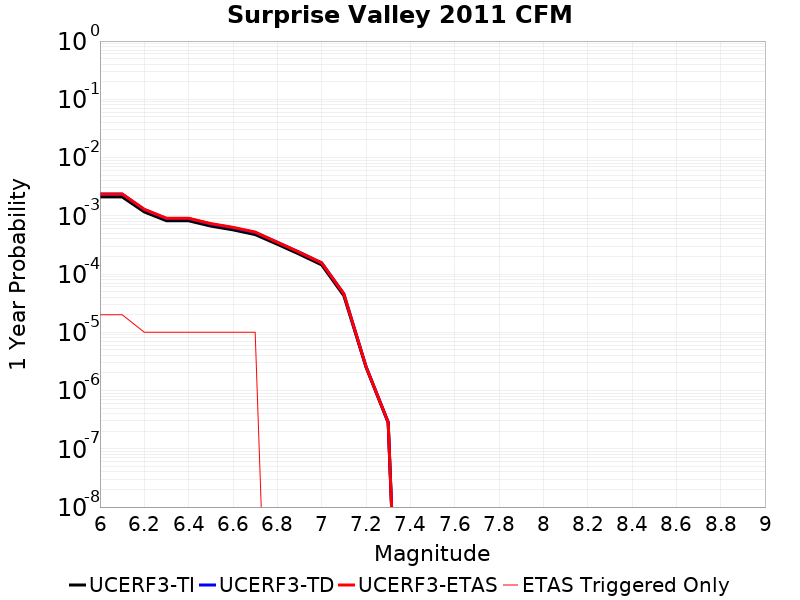 Surprise Valley 2011 CFM
1 Year Probability
10^0
10^-1
10^-2
10^-3
10^-4
10^-5
10^-6
10^-7
10^-8
6 6.2 6.4 6.6 6.8 7 7.2 7.4 7.6 7.8 8 8.2 8.4 8.6 8.8 9
Magnitude
UCERF3-TI UCERF3-TD UCERF3-ETAS ETAS Triggered Only